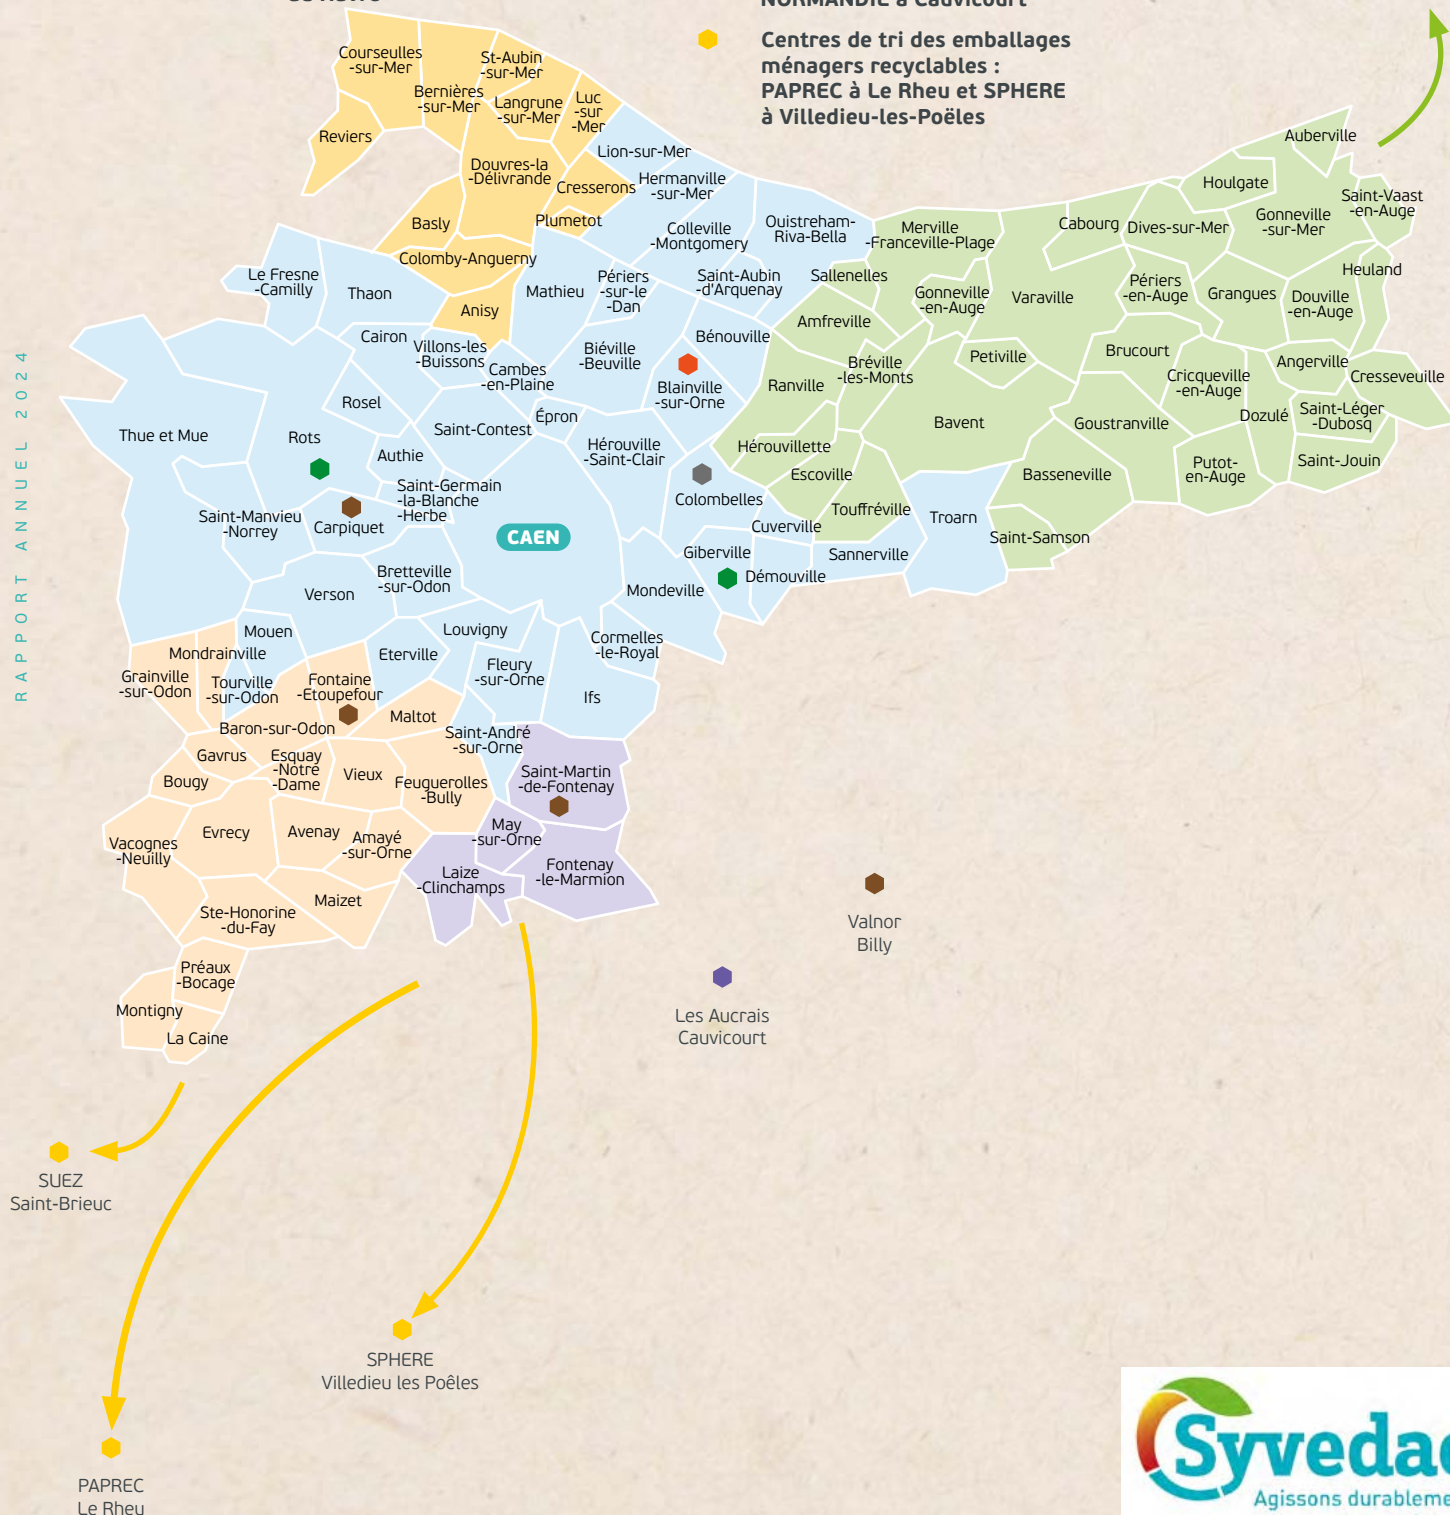 NORMANDIE à Cauvicourt
Centres de tri des emballages
ménagers recyclables :
PAPREC à Le Rheu et SPHERE
à Villedieu-les-Poëles
RAPPORT ANNUEL 2024
Courseulles
-sur-Mer
Bernières
-sur-Mer
St-Aubin
-sur-Mer
Langrune
-sur-Mer
Luc
-sur
-Mer
Reviers
Douvres-la
-Délivrande
Cresserons
Plumetot
Basly
Colomby-Anguerny
Anisy
Lion-sur-Mer
Hermanville
-sur-Mer
Colleville
-Montgomery
Ouistreham-
Riva-Bella
Saint-Aubin
-d'Arquenay
Périers
-sur-le
-Dan
Mathieu
Le Fresne
-Camilly
Thaon
Cairon
Villons-les
-Buissons
Cambes
-en-Plaine
Biéville
-Beuville
Bénouville
Blainville
-sur-Orne
Rosel
Thue et Mue
Rots
Authie
Saint-Contest
Épron
Hérouville
-Saint-Clair
Saint-Germain
-la-Blanche
-Herbe
Saint-Manvieu
-Norrey
Carpiquet
CAEN
Colombelles
Cuverville
Giberville
Démouville
Sannerville
Troarn
Mondeville
Bretteville
-sur-Odon
Verson
Mouen
Louvigny
Eterville
Cormelles
-le-Royal
Fleury
-sur-Orne
Ifs
Saint-André
-sur-Orne
Mondrainville
Grainville
-sur-Odon
Tourville
-sur-Odon
Fontaine
-Etoupefour
Baron-sur-Odon
Maltot
Gavrus
Bougy
Esquay
-Notre
-Dame
Vieux
Feuguerolles
-Bully
Vacognes
-Neuilly
Evrecy
Avenay
Amayé
-sur-Orne
Maizet
Ste-Honorine
-du-Fay
Préaux
-Bocage
Montigny
La Caine
Saint-Martin
-de-Fontenay
May
-sur-Orne
Laize
-Clinchamps
Fontenay
-le-Marmion
Sallenelles
Merville
-Franceville-Plage
Gonneville
-en-Auge
Amfreville
Bréville
-les-Monts
Ranville
Hérouvillette
Escoville
Touffréville
Varaville
Petiville
Bavent
Cabourg
Dives-sur-Mer
Houlgate
Auberville
Gonneville
-sur-Mer
Saint-Vaast
-en-Auge
Heuland
Périers
-en-Auge
Grangues
Douville
-en-Auge
Brucourt
Cricqueville
-en-Auge
Angerville
Cresseveuille
Goustranville
Dozulé
Saint-Léger
-Dubosq
Saint-Jouin
Putot-
en-Auge
Basseneville
Saint-Samson
Valnor
Billy
Les Aucrais
Cauvicourt
SUEZ
Saint-Brieuc
SPHERE
Villedieu les Poêles
PAPREC
Le Rheu
Syvedac
Agissons durableme